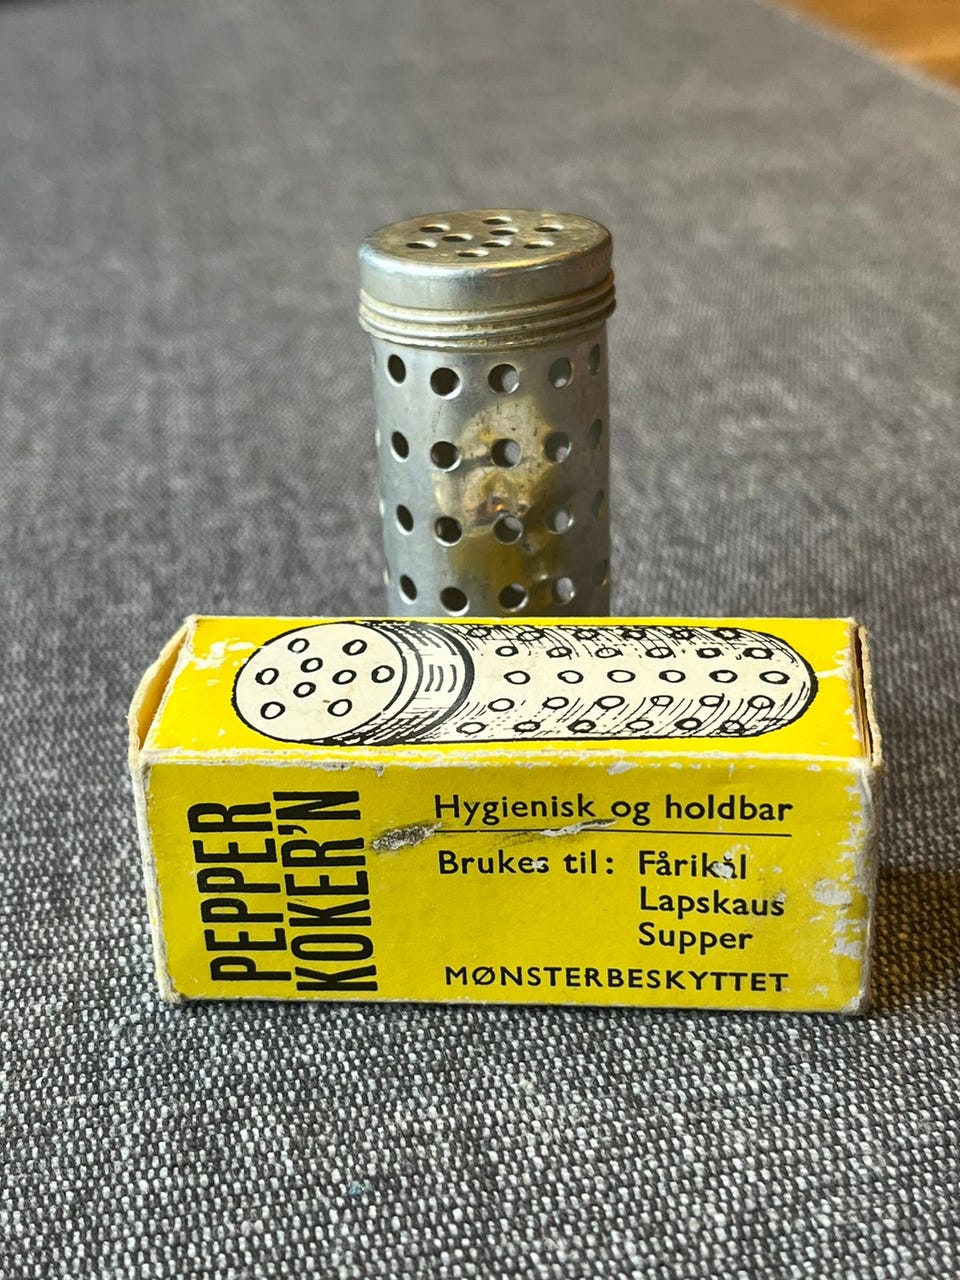 PEPPER
KOKER'N
Hygienisk og holdbar
Brukes til: Fårikål
Lapskaus
Supper
MØNSTERBESKYTTET